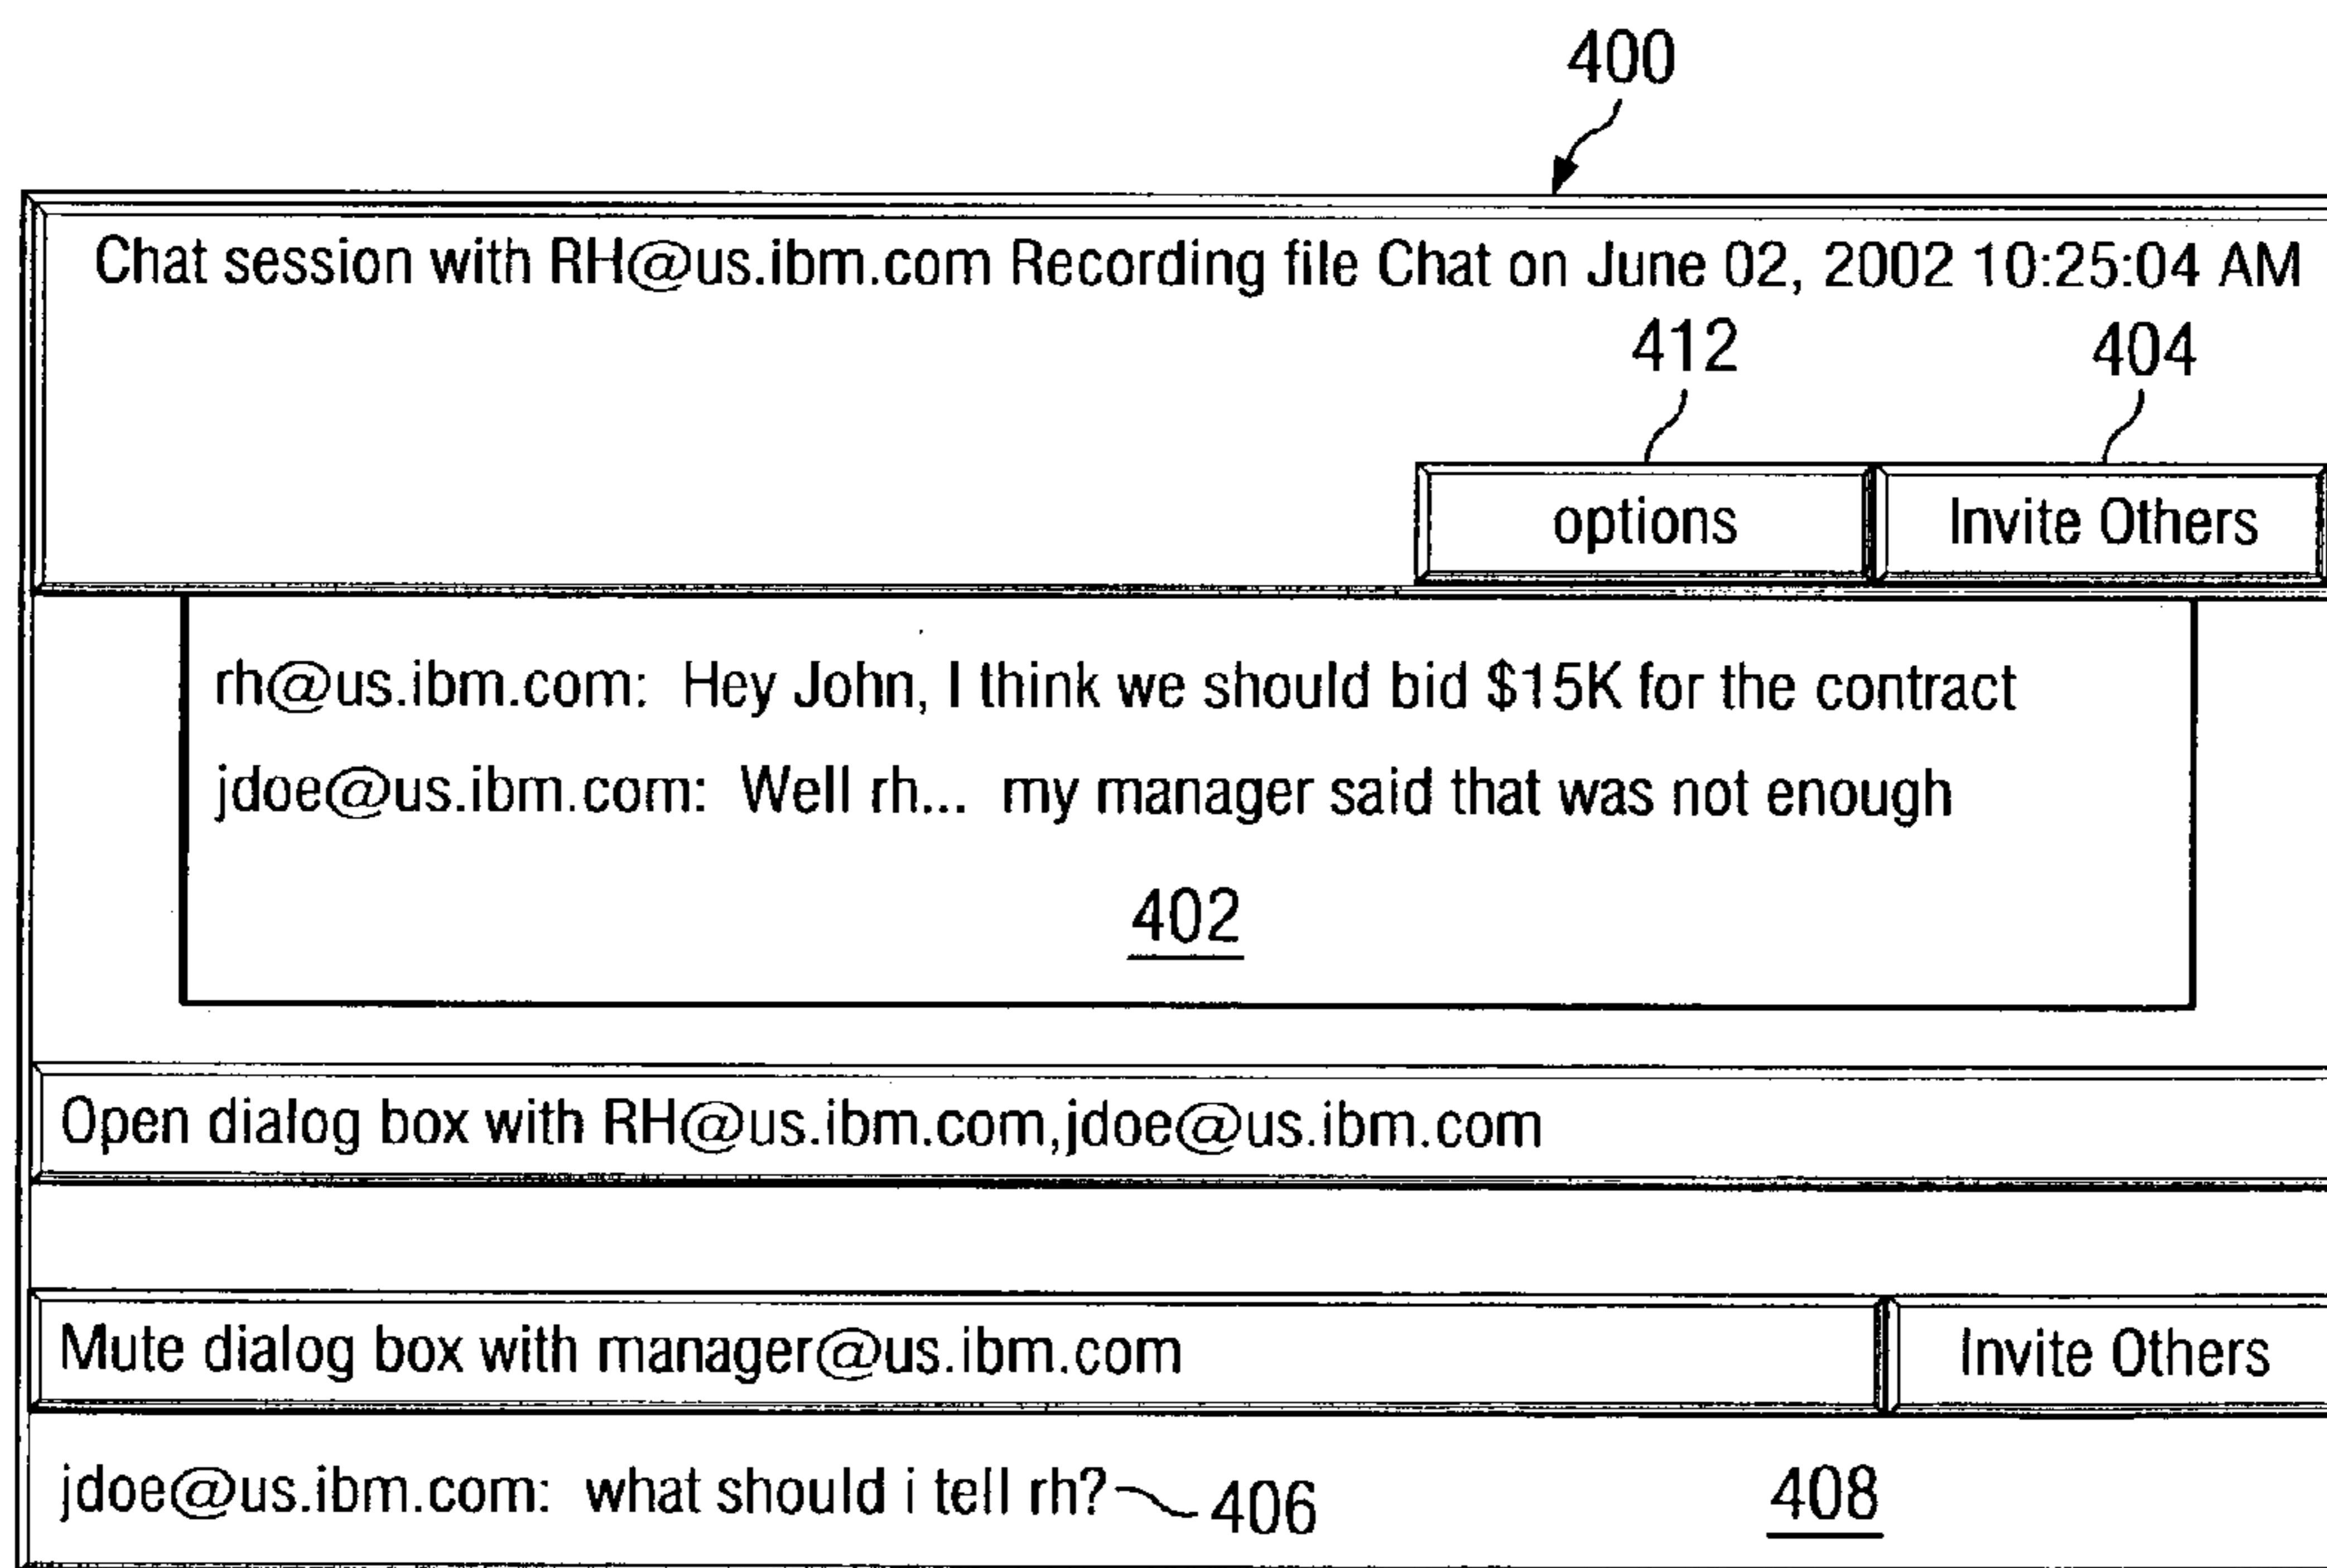 400
Chat session with RH@us.ibm.com Recording file Chat on June 02, 2002 10:25:04 AM
412 404
options Invite Others
rh@us.ibm.com: Hey John, I think we should bid $15K for the contract
jdoe@us.ibm.com: Well rh... my manager said that was not enough
402
Open dialog box with RH@us.ibm.com,jdoe@us.ibm.com
Mute dialog box with manager@us.ibm.com Invite Others
jdoe@us.ibm.com: what should i tell rh? 406 408